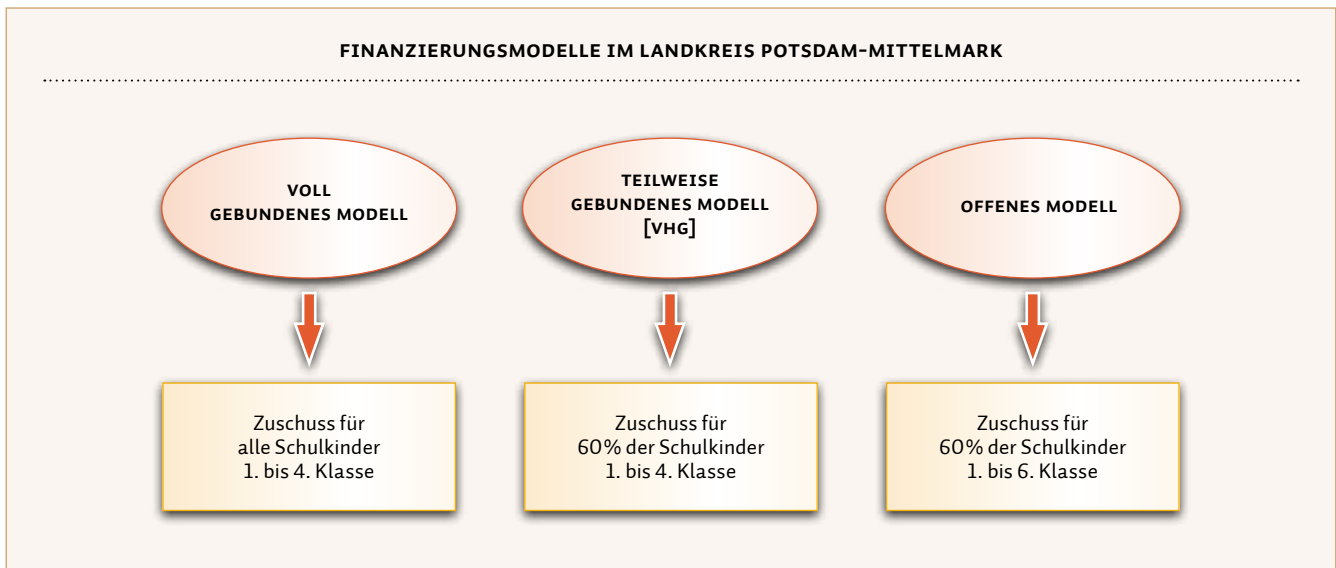 FINANZIERUNGSMODELLE IM LANDKREIS POTSDAM-MITTELMARK
VOLL
GEBUNDENES MODELL
TEILWEISE
GEBUNDENES MODELL
[VHG]
OFFENES MODELL
Zuschuss für
alle Schulkinder
1. bis 4. Klasse
Zuschuss für
60% der Schulkinder
1. bis 4. Klasse
Zuschuss für
60% der Schulkinder
1. bis 6. Klasse